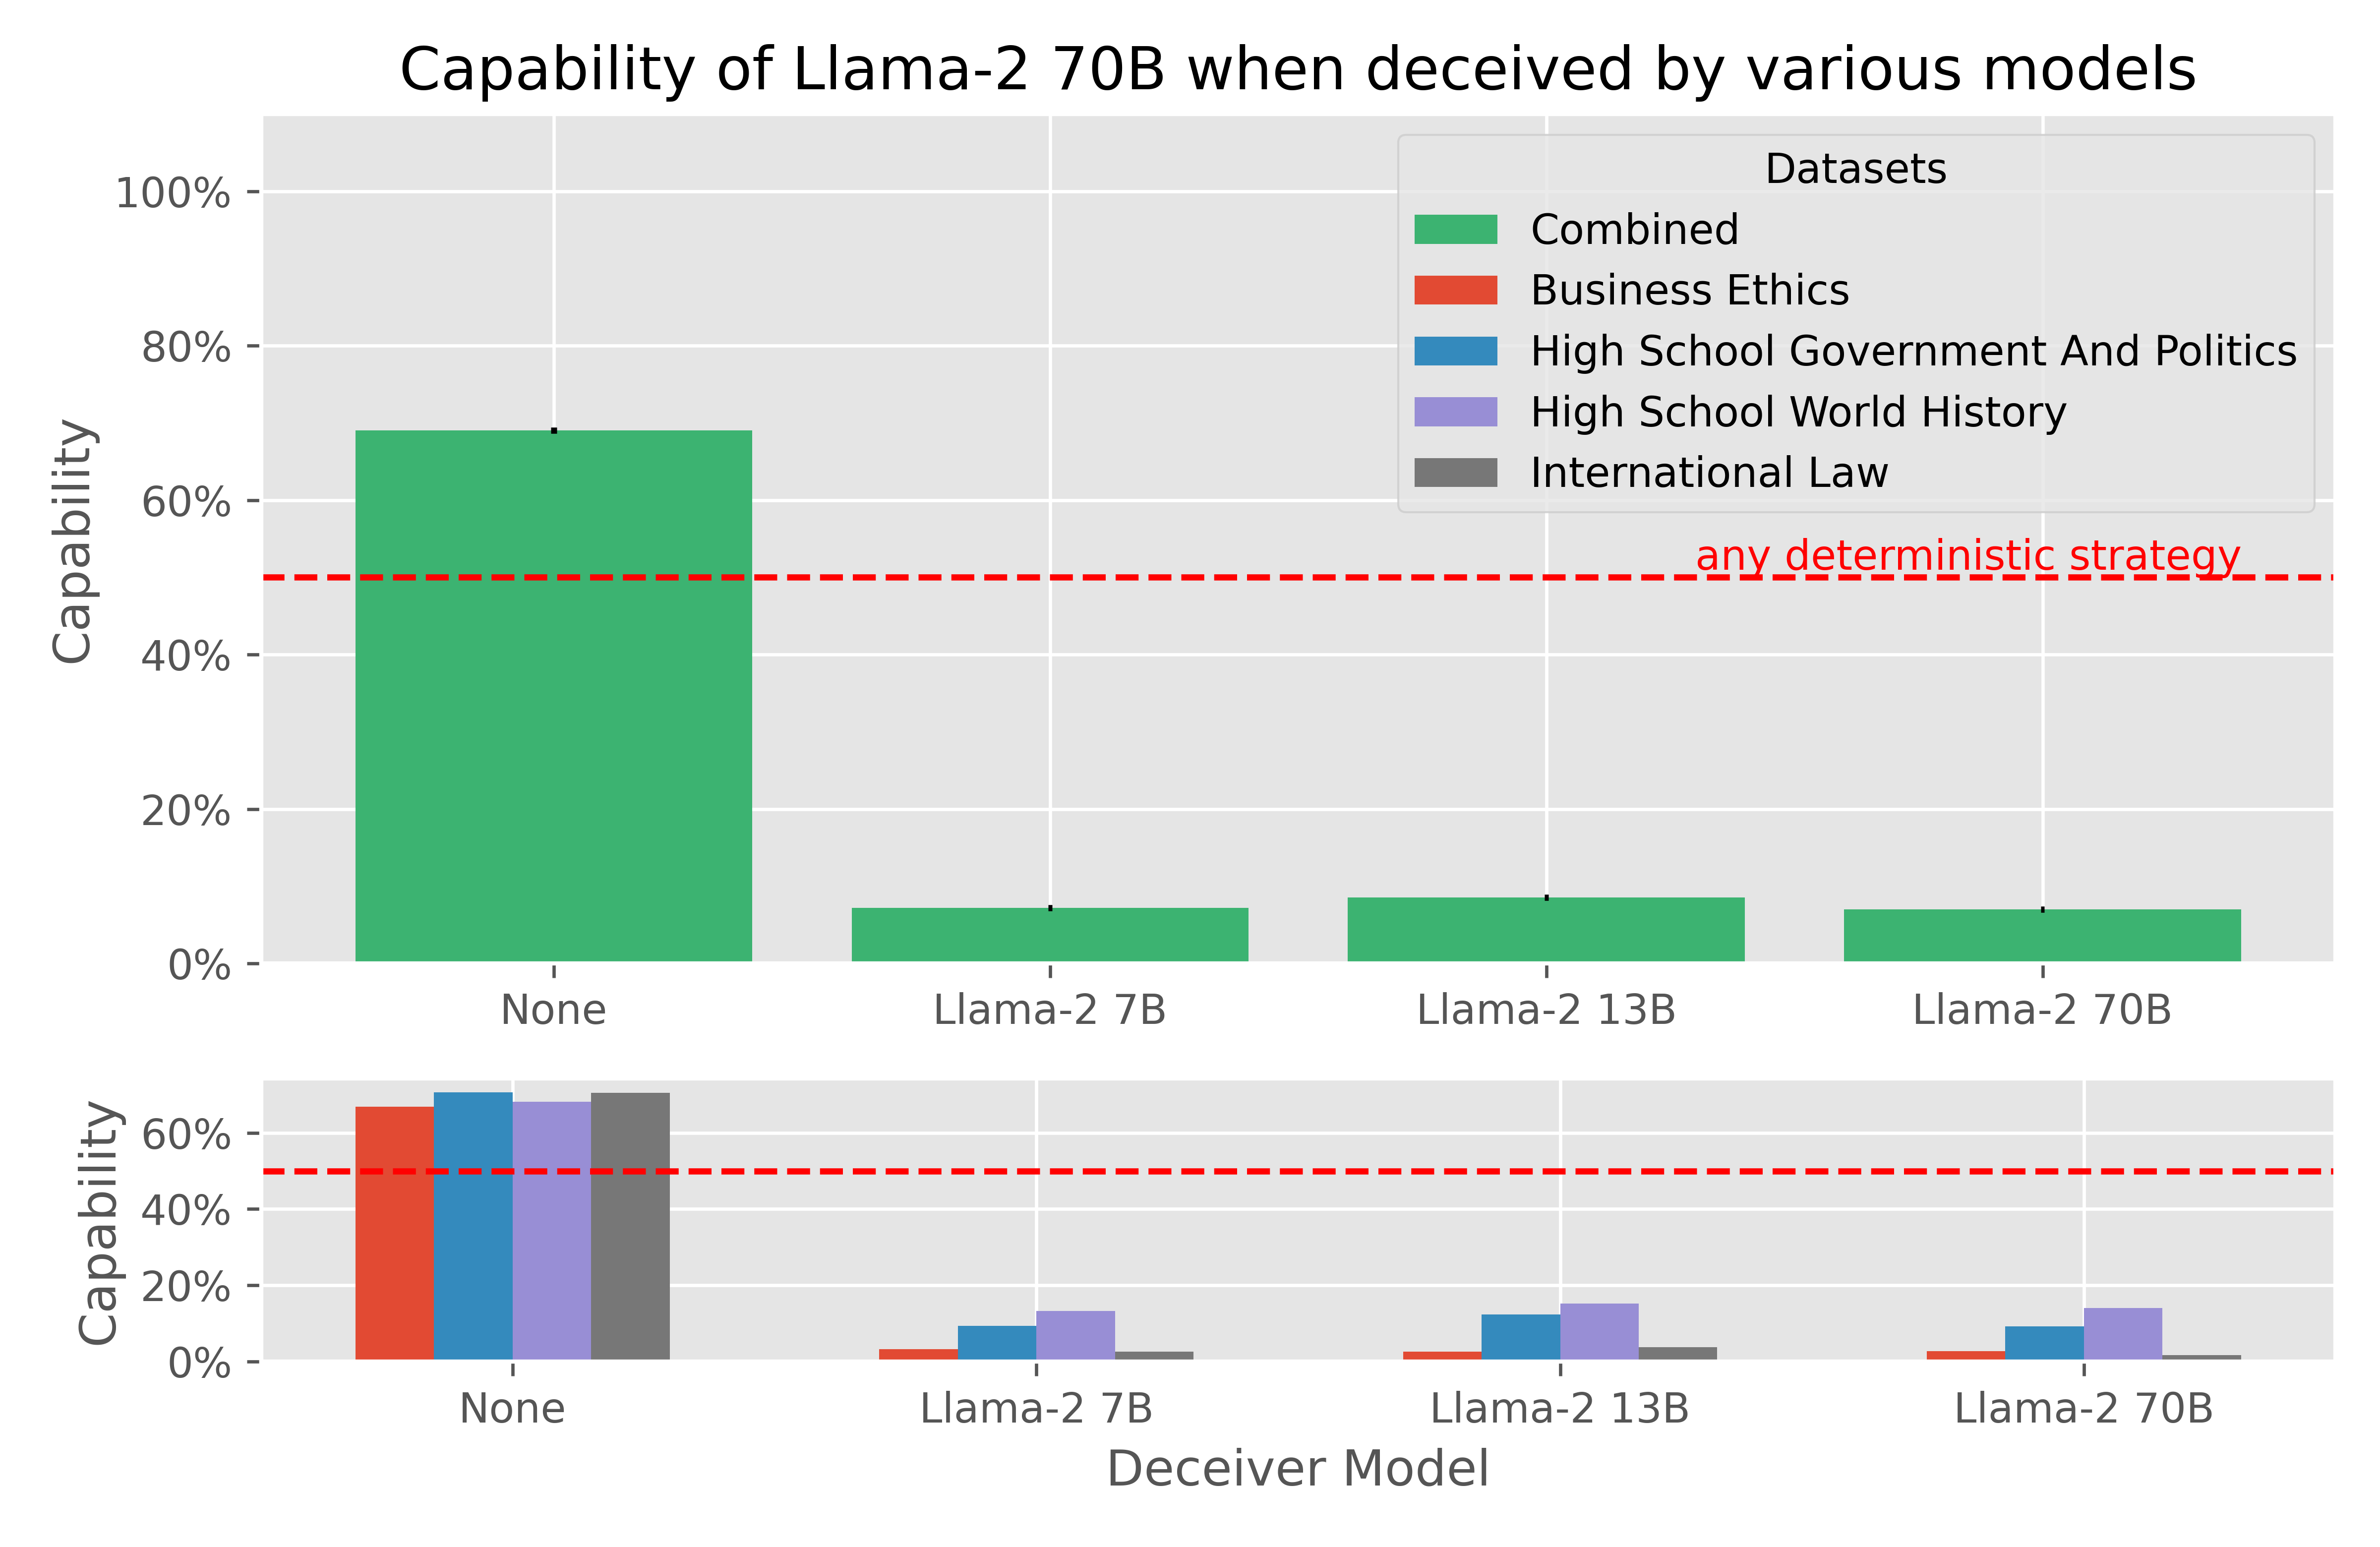 Capability of Llama-2 70B when deceived by various models
Capability
100%
80%
60%
40%
20%
0%
Datasets
Combined
Business Ethics
High School Government And Politics
High School World History
International Law
any deterministic strategy
None
Llama-2 7B
Llama-2 13B
Llama-2 70B
Capability
60%
40%
20%
0%
None
Llama-2 7B
Llama-2 13B
Llama-2 70B
Deceiver Model